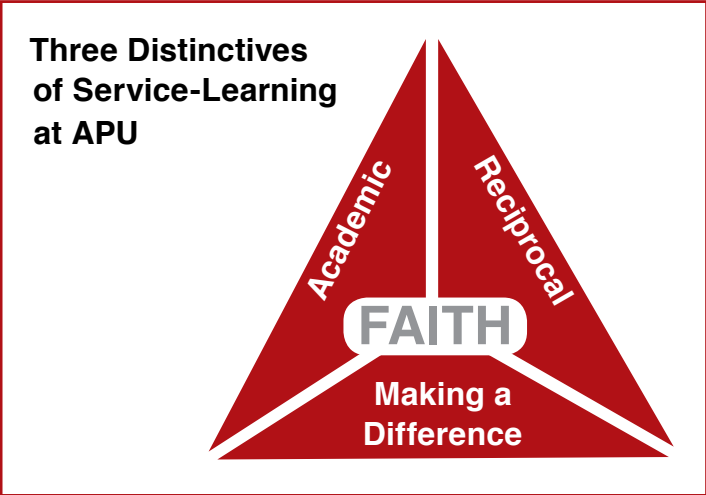 Three Distinctives
of Service-Learning
at APU
Academic
Reciprocal
FAITH
Making a
Difference